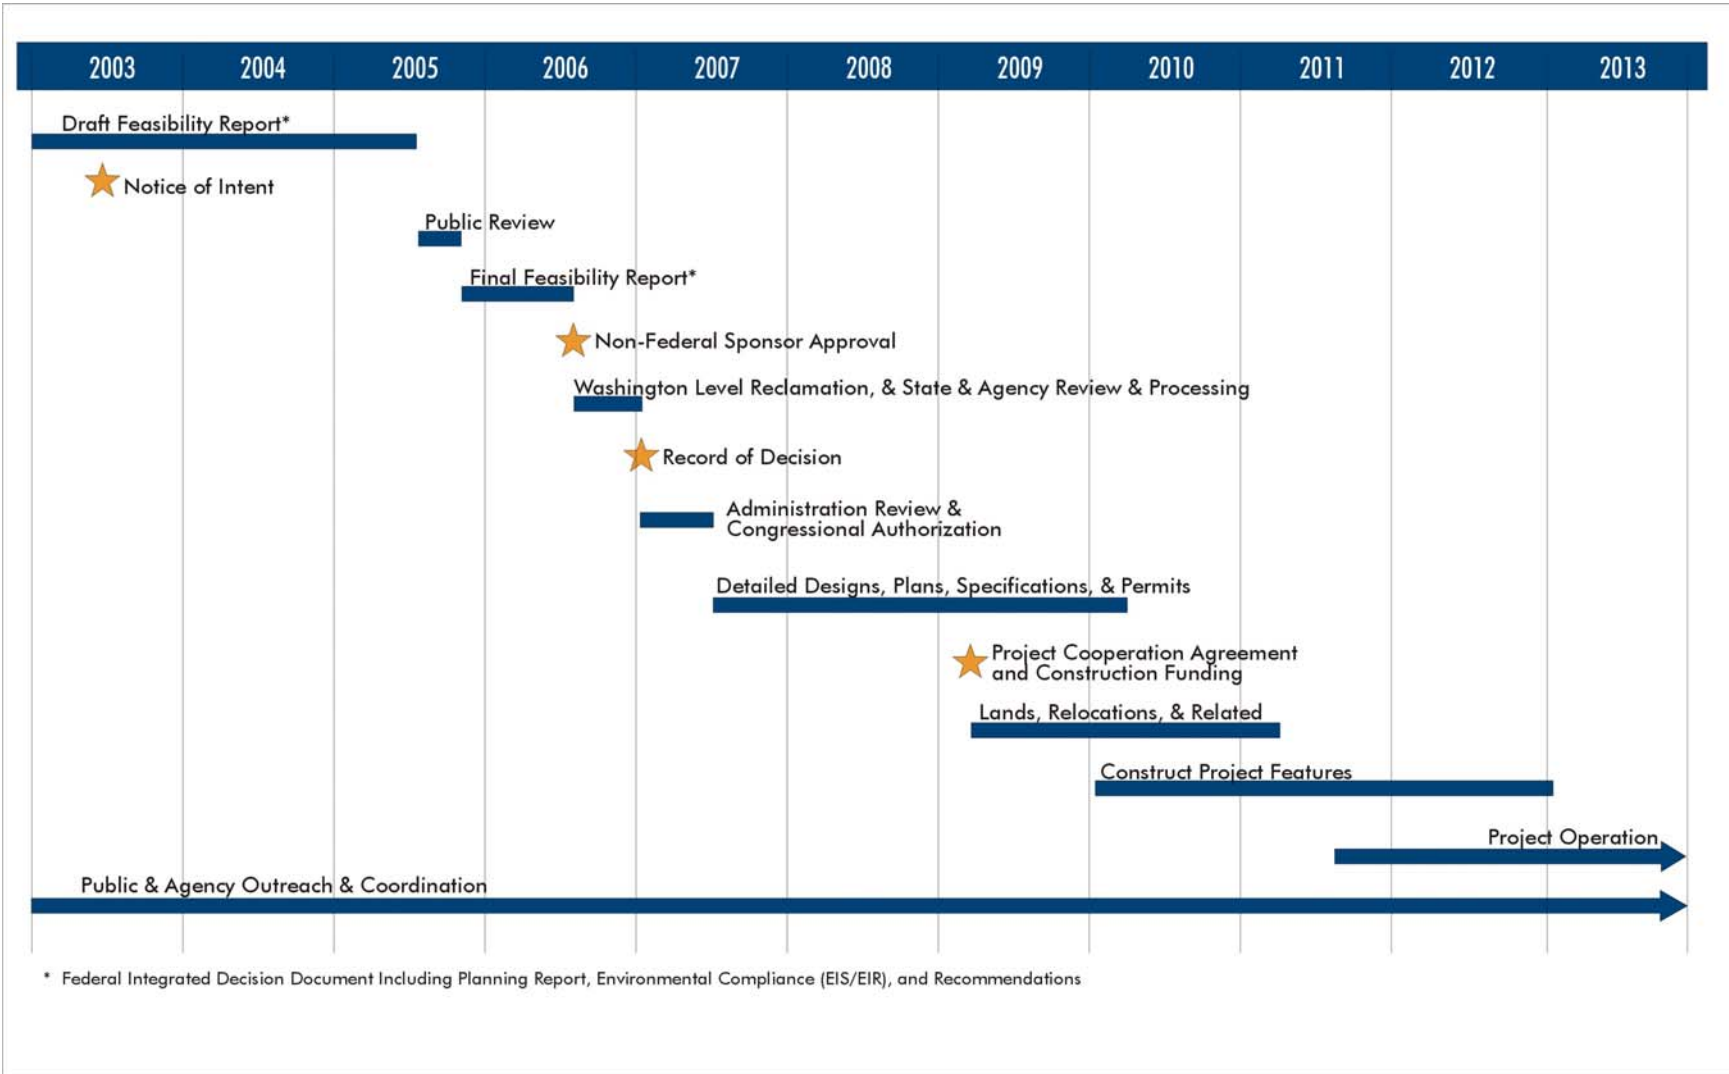 2003 2004 2005 2006 2007 2008 2009 2010 2011 2012 2013
Draft Feasibility Report*
Notice of Intent
Public Review
Final Feasibility Report*
Non-Federal Sponsor Approval
Washington Level Reclamation, & State & Agency Review & Processing
Record of Decision
Administration Review &
Congressional Authorization
Detailed Designs, Plans, Specifications, & Permits
Project Cooperation Agreement
and Construction Funding
Lands, Relocations, & Related
Construct Project Features
Project Operation
Public & Agency Outreach & Coordination
* Federal Integrated Decision Document Including Planning Report, Environmental Compliance (EIS/EIR), and Recommendations